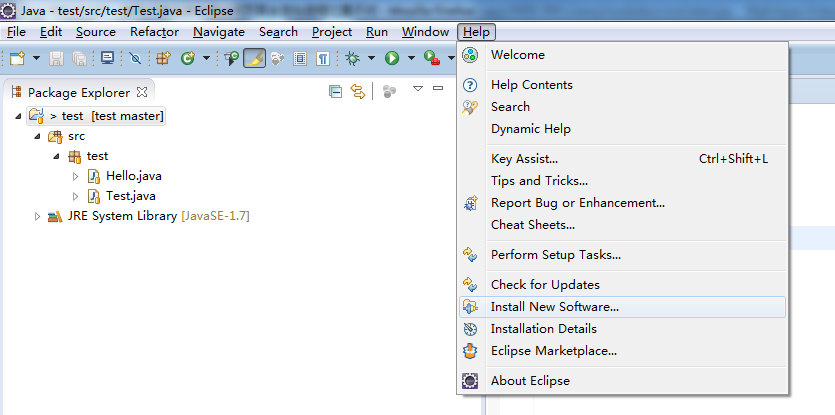 Java - test/src/test/Test.java - Eclipse
File Edit Source Refactor Navigate Search Project Run Window Help
Package Explorer
> test [test master]
src
test
Hello.java
Test.java
JRE System Library [JavaSE-1.7]
Welcome
Help Contents
Search
Dynamic Help
Key Assist... Ctrl+Shift+L
Tips and Tricks...
Report Bug or Enhancement...
Cheat Sheets...
Perform Setup Tasks...
Check for Updates
Install New Software...
Installation Details
Eclipse Marketplace...
About Eclipse